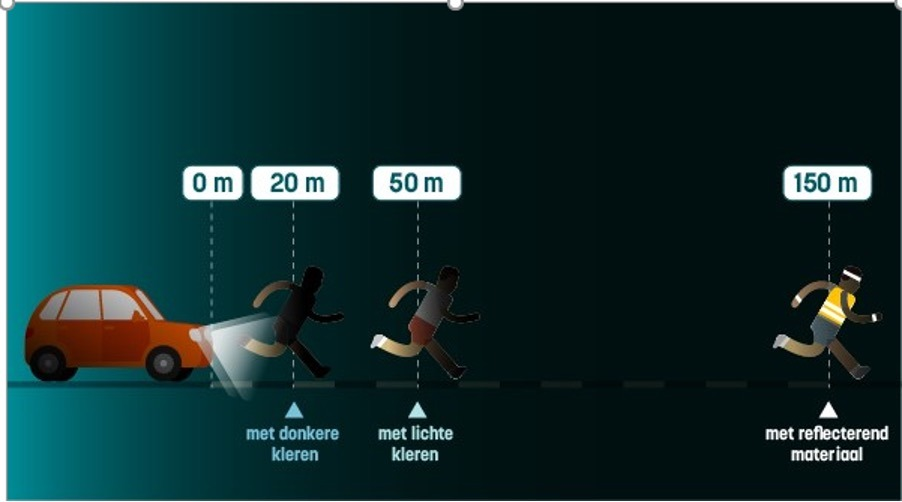 0 m
20 m
50 m
150 m
met donkere
kleren
met lichte
kleren
met reflecterend
materiaal